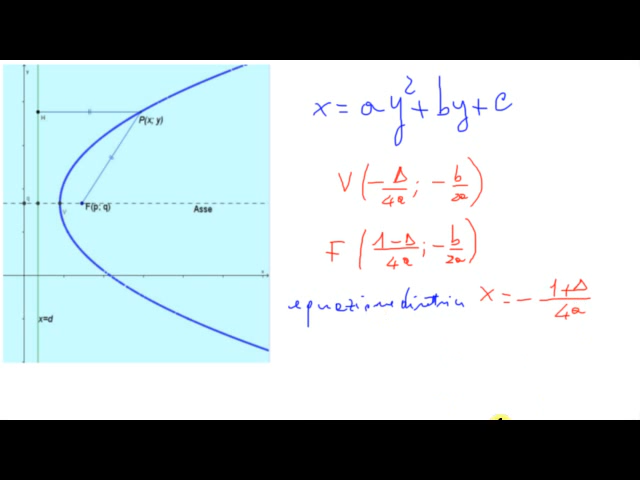 y
H
P(x; y)
Q
V
F(p; q)
Asse
x
x=d
x = ay² + by + c
V (-Δ/4a ; -b/2a)
F (1-Δ/4a ; -b/2a)
equazione direttrice x = - 1+Δ/4a